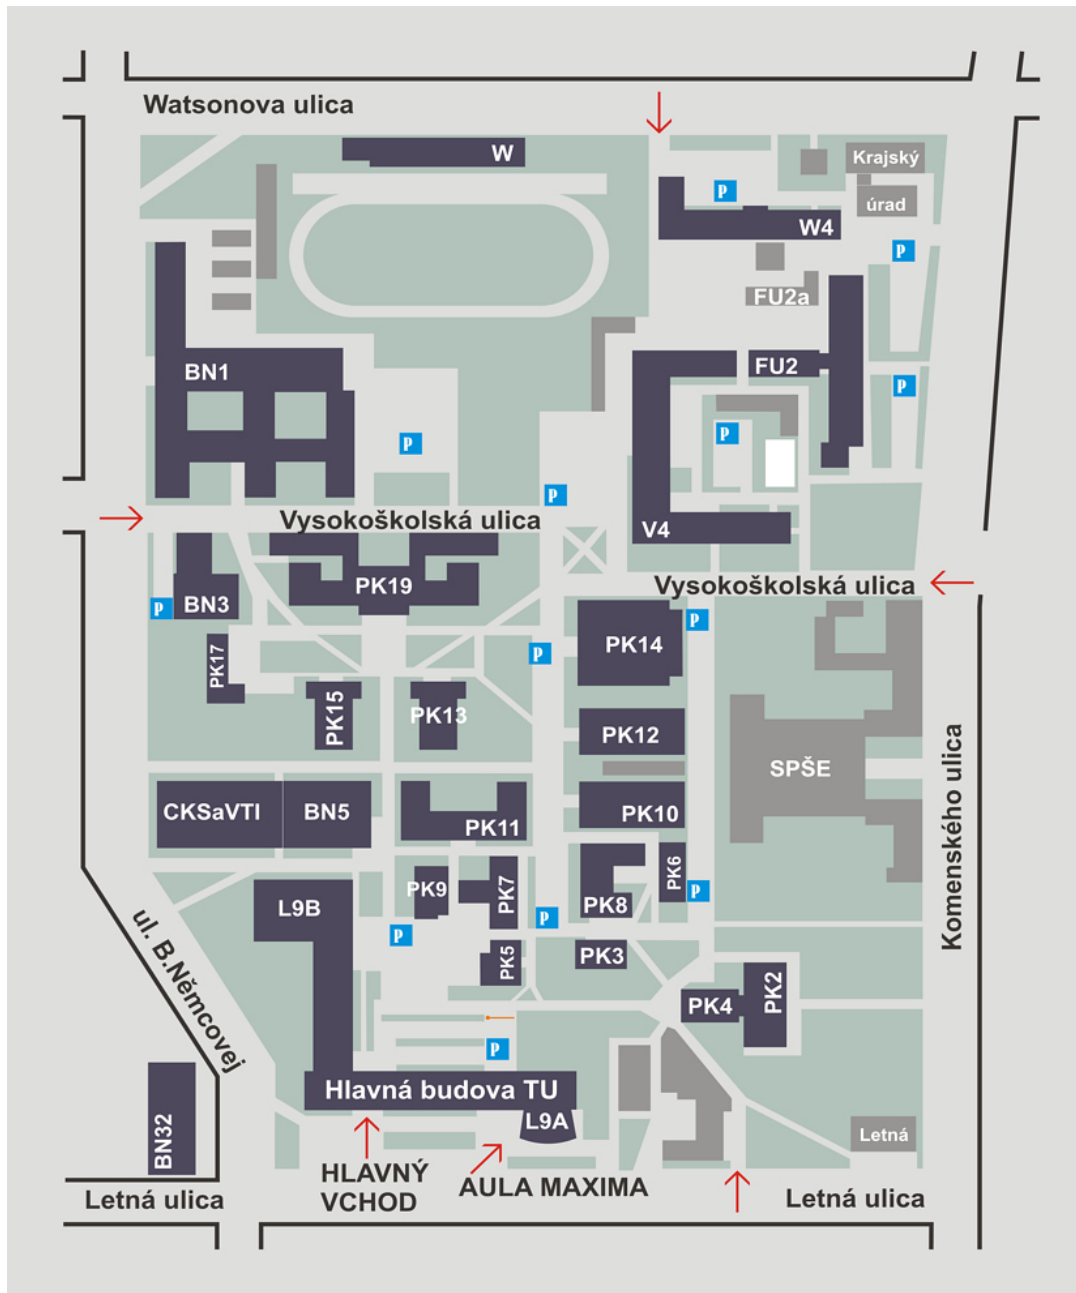 Watsonova ulica
W
Krajský
P
úrad
W4
P
FU2a
BN1
FU2
P
P
P
P
Vysokoškolská ulica
V4
PK19
Vysokoškolská ulica
BN3
P
P
PK17
PK14
P
PK15
PK13
PK12
SPŠE
Komenského ulica
CKSaVTI
BN5
PK11
PK10
PK9
PK7
PK6
P
L9B
PK8
P
P
ul. B.Němcovej
PK5
PK3
PK4
PK2
P
Hlavná budova TU
L9A
BN32
Letná
HLAVNÝ
VCHOD
AULA MAXIMA
Letná ulica
Letná ulica